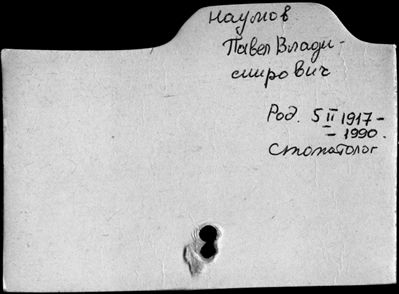 Наумов
Павел Влади-
мирович
Род. 5 II 1917 -
- 1990.
Стоматолог